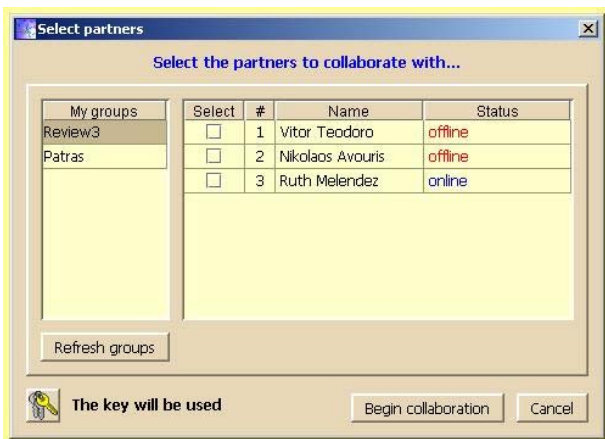 Select partners
Select the partners to collaborate with...
My groups
Review3
Patras
Select # Name Status
1 Vitor Teodoro offline
2 Nikolaos Avouris offline
3 Ruth Melendez online
Refresh groups
The key will be used
Begin collaboration
Cancel